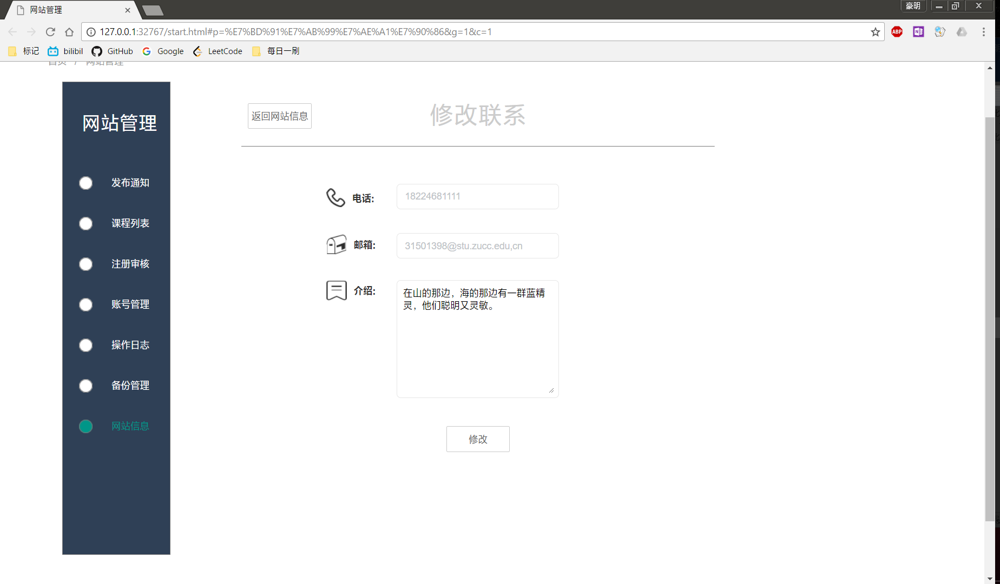 网站管理
豪明
127.0.0.1:32767/start.html#p=%E7%BD%91%E7%AB%99%E7%AE%A1%E7%90%86&g=1&c=1
ABP
N
标记
bilibil
GitHub
Google
LeetCode
每日一刷
首页 / 网站管理
网站管理
发布通知
课程列表
注册审核
账号管理
操作日志
备份管理
网站信息
返回网站信息
修改联系
电话:
18224681111
邮箱:
31501398@stu.zucc.edu,cn
介绍:
在山的那边，海的那边有一群蓝精
灵，他们聪明又灵敏。
修改